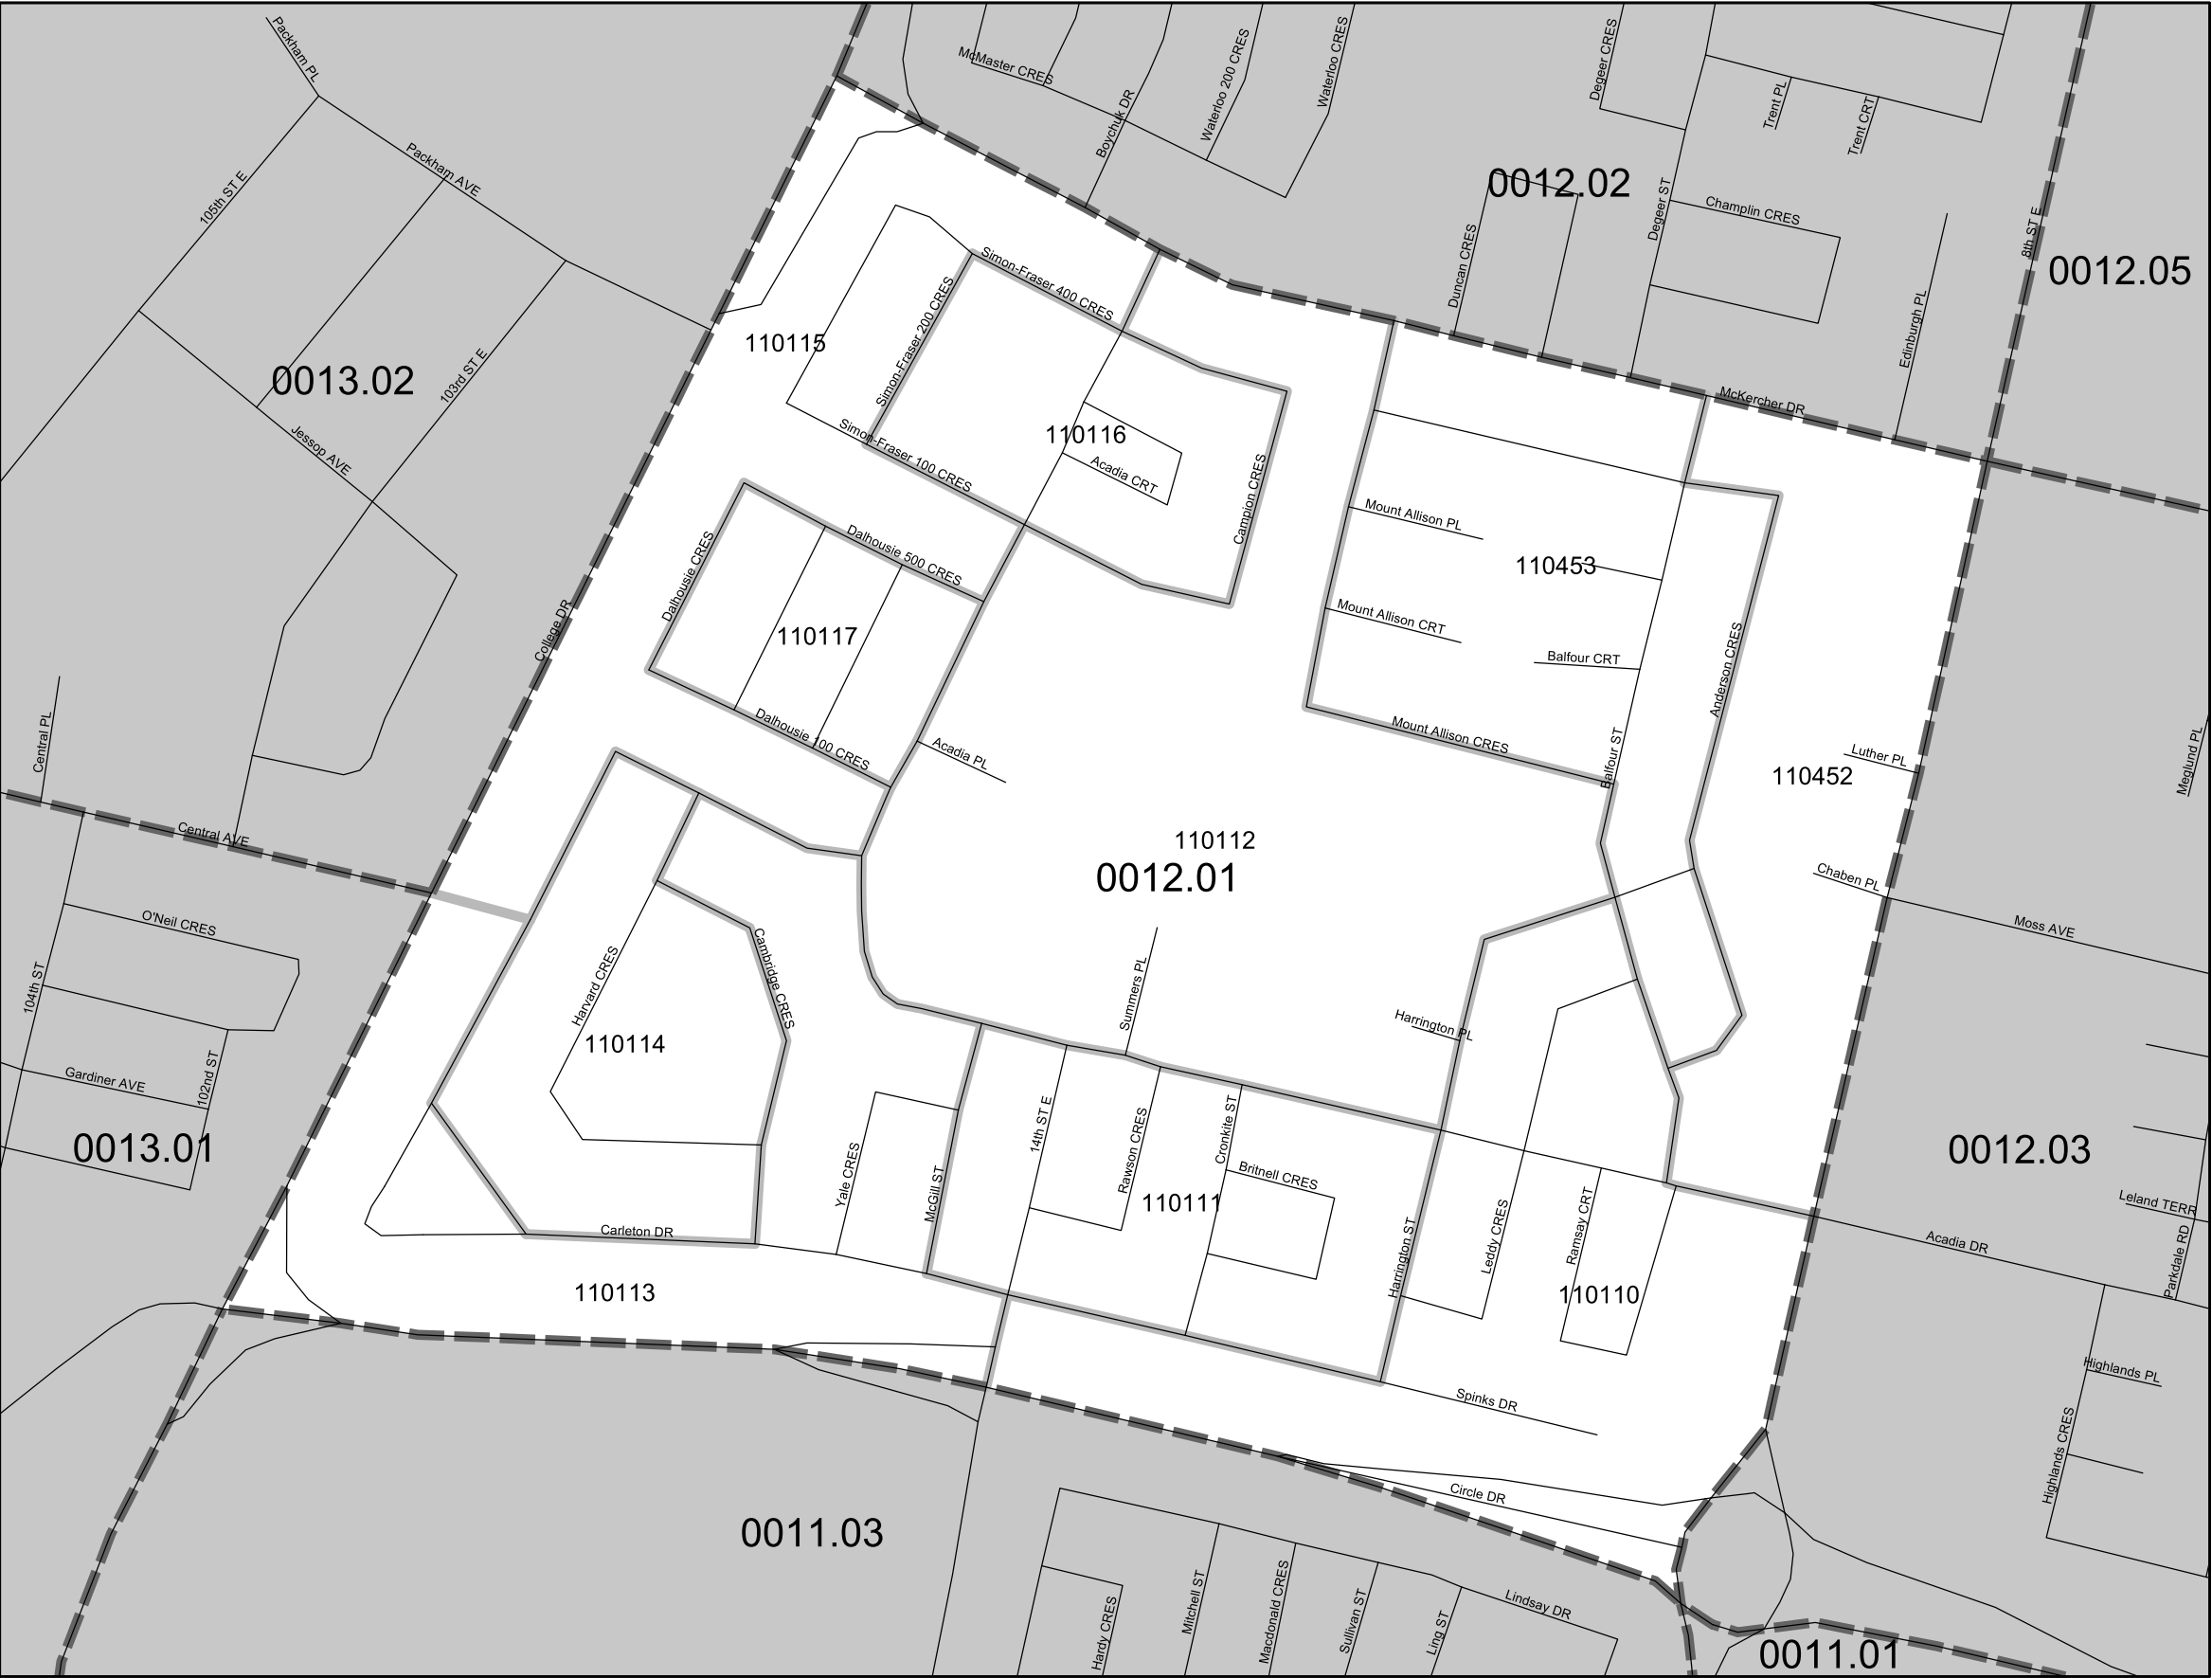 Packham PL
McMaster CRES
Boychuk DR
Waterloo 200 CRES
Waterloo CRES
Degeer CRES
Trent PL
Trent CRT
Packham AVE
105th ST E
0012.02
Degeer ST
Champlin CRES
8th ST E
0012.05
Duncan CRES
Edinburgh PL
Simon-Fraser 400 CRES
Simon-Fraser 200 CRES
110115
0013.02
103rd ST E
McKercher DR
Jessop AVE
Simon-Fraser 100 CRES
110116
Acadia CRT
Campion CRES
Mount Allison PL
110453
Dalhousie CRES
Dalhousie 500 CRES
College DR
110117
Mount Allison CRT
Balfour CRT
Anderson CRES
Central PL
Dalhousie 100 CRES
Acadia PL
Mount Allison CRES
Balfour ST
Luther PL
110452
Meglund PL
Central AVE
110112
0012.01
Chaben PL
Moss AVE
O'Neil CRES
104th ST
Harvard CRES
Cambridge CRES
Summers PL
Harrington PL
110114
Gardiner AVE
102nd ST
0013.01
Yale CRES
McGill ST
14th ST E
Rawson CRES
Cronkite ST
Britnell CRES
110111
0012.03
Leland TERR
Parkdale RD
Acadia DR
Carleton DR
Harrington ST
Leddy CRES
Ramsay CRT
110113
110110
Highlands PL
Spinks DR
Highlands CRES
Circle DR
0011.03
Hardy CRES
Mitchell ST
Macdonald CRES
Sullivan ST
Ling ST
Lindsay DR
0011.01